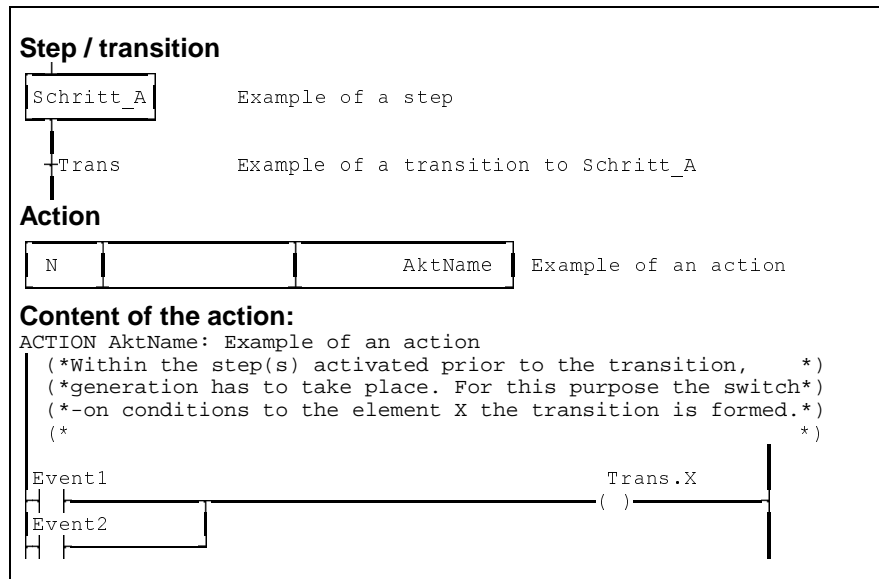 Step / transition
Schritt_A Example of a step
Trans Example of a transition to Schritt_A
Action
N AktName Example of an action
Content of the action:
ACTION AktName: Example of an action
(*Within the step(s) activated prior to the transition, *)
(*generation has to take place. For this purpose the switch*)
(*-on conditions to the element X the transition is formed.*)
(* *)
Event1 Trans.X
( )
Event2